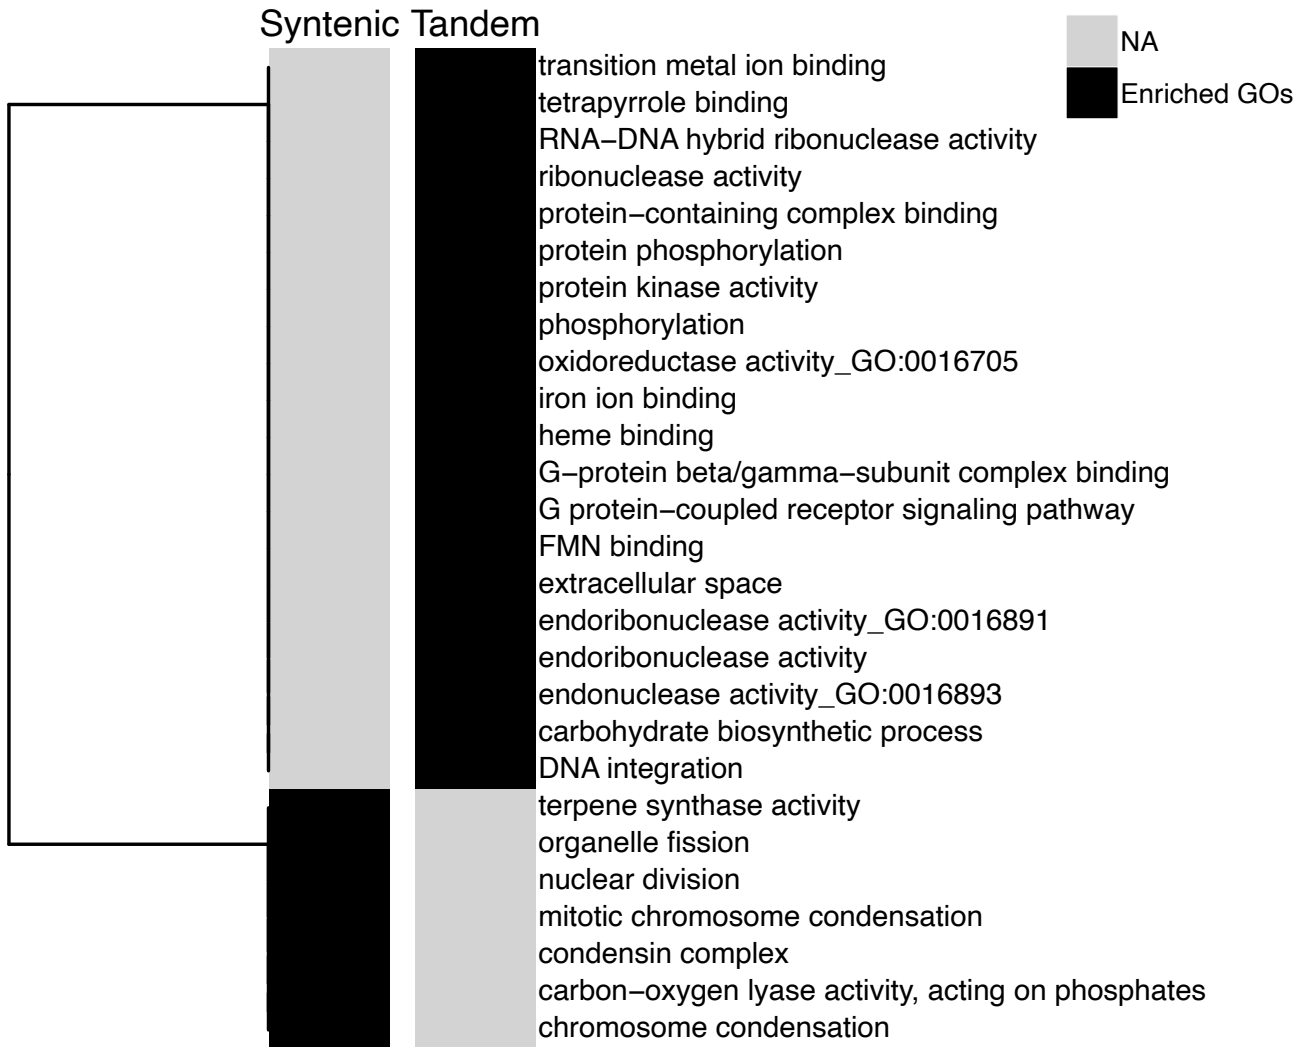 Syntenic Tandem
NA
Enriched GOs
transition metal ion binding
tetrapyrrole binding
RNA−DNA hybrid ribonuclease activity
ribonuclease activity
protein−containing complex binding
protein phosphorylation
protein kinase activity
phosphorylation
oxidoreductase activity_GO:0016705
iron ion binding
heme binding
G−protein beta/gamma−subunit complex binding
G protein−coupled receptor signaling pathway
FMN binding
extracellular space
endoribonuclease activity_GO:0016891
endoribonuclease activity
endonuclease activity_GO:0016893
carbohydrate biosynthetic process
DNA integration
terpene synthase activity
organelle fission
nuclear division
mitotic chromosome condensation
condensin complex
carbon−oxygen lyase activity, acting on phosphates
chromosome condensation